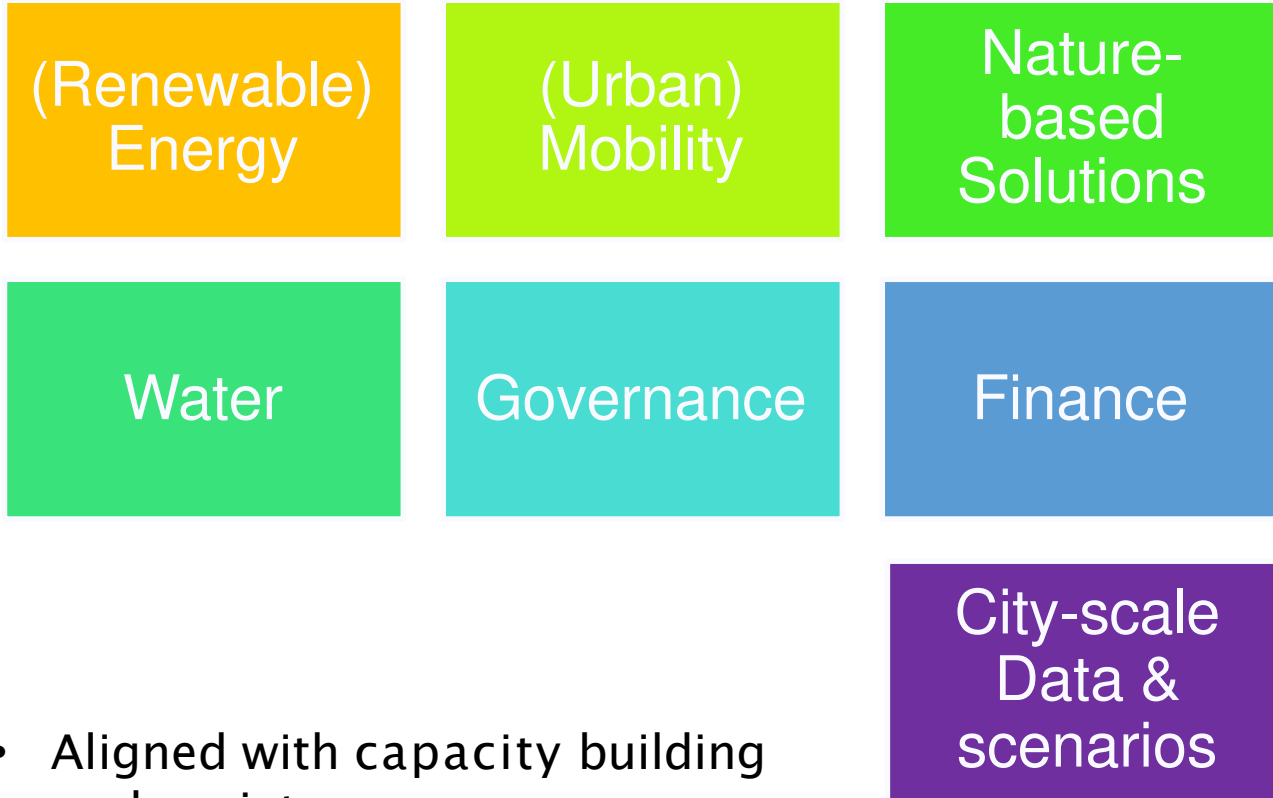 (Renewable)
Energy
(Urban)
Mobility
Nature-
based
Solutions
Water
Governance
Finance
City-scale
Data &
scenarios
• Aligned with capacity building